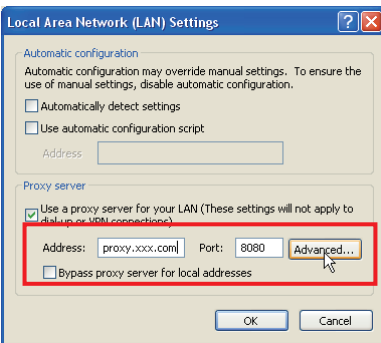 Local Area Network (LAN) Settings
Automatic configuration
Automatic configuration may override manual settings. To ensure the
use of manual settings, disable automatic configuration.
Automatically detect settings
Use automatic configuration script
Address
Proxy server
Use a proxy server for your LAN (These settings will not apply to
dial-up or VPN connections)
Address: proxy.xxx.com Port: 8080 Advanced...
Bypass proxy server for local addresses
OK Cancel